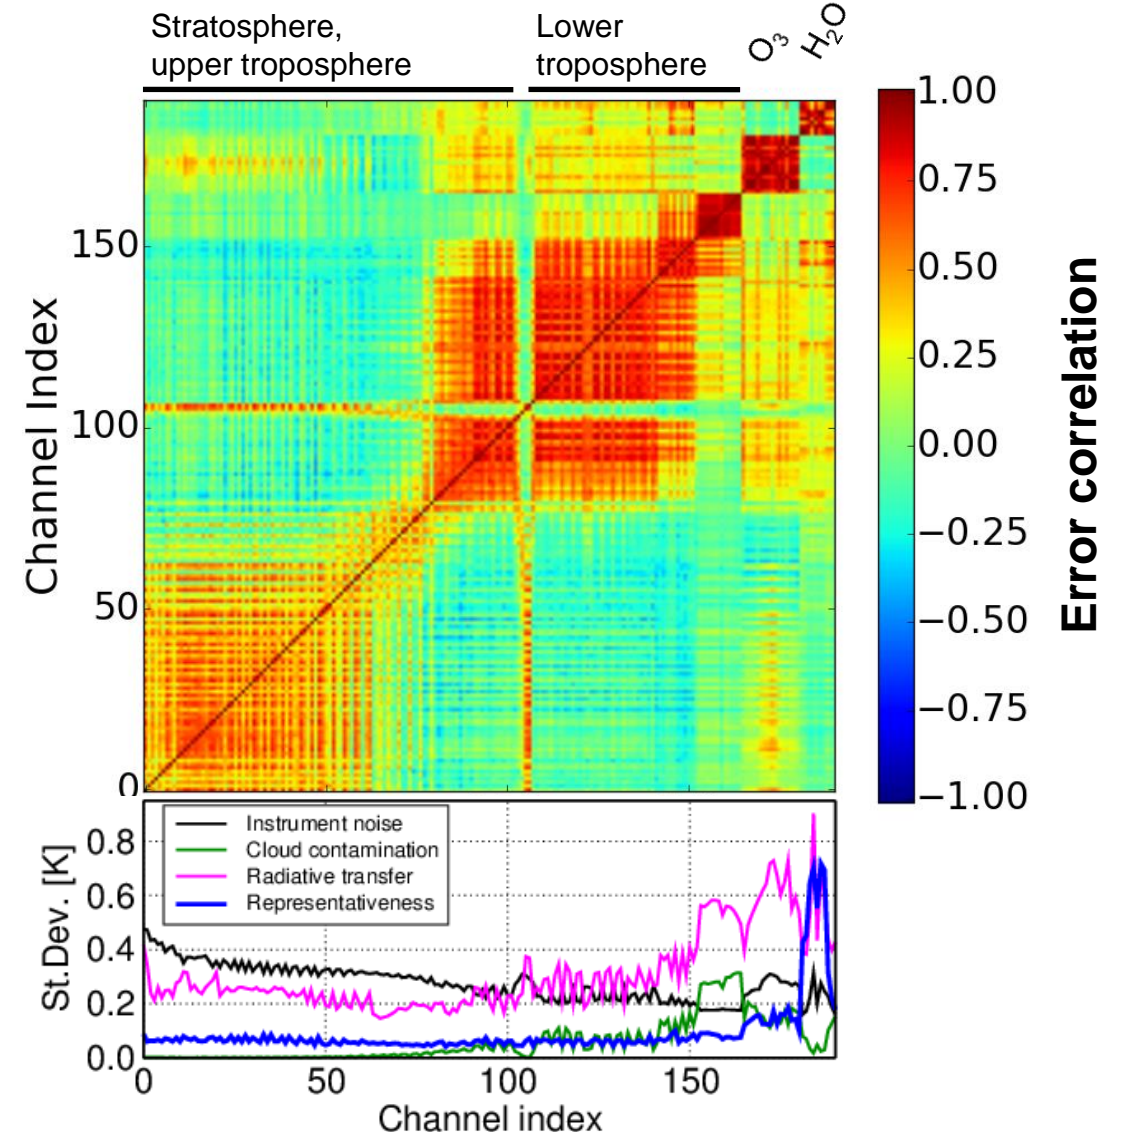 Stratosphere,
upper troposphere
Lower
troposphere
O3
H2O
1.00
0.75
0.50
0.25
0.00
−0.25
−0.50
−0.75
−1.00
Error correlation
Channel Index
150
100
50
0
St.Dev. [K]
0.8
0.6
0.4
0.2
0.0
Instrument noise
Cloud contamination
Radiative transfer
Representativeness
0 50 100 150
Channel index